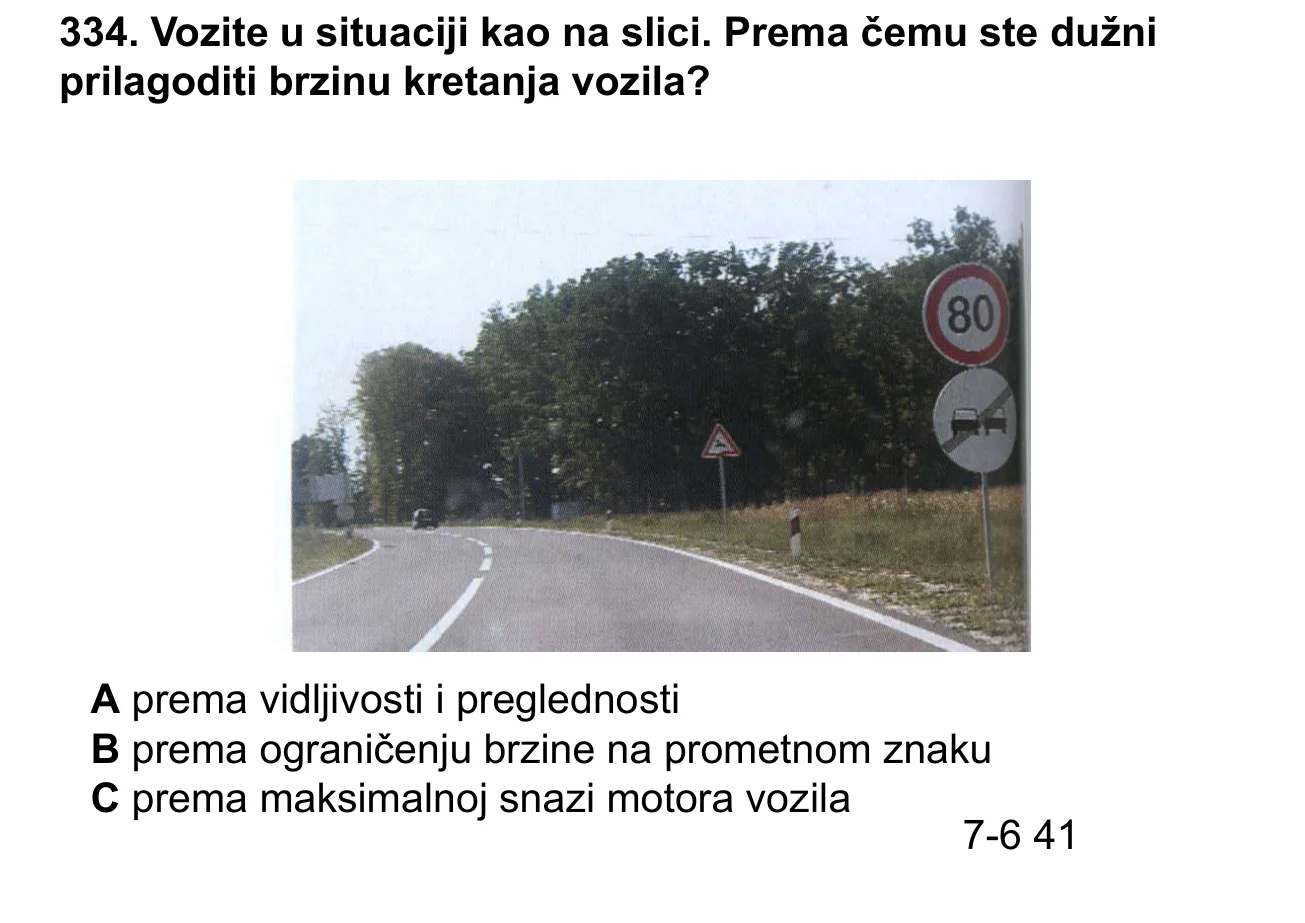 334. Vozite u situaciji kao na slici. Prema čemu ste dužni
prilagoditi brzinu kretanja vozila?
80
A prema vidljivosti i preglednosti
B prema ograničenju brzine na prometnom znaku
C prema maksimalnoj snazi motora vozila
7-6 41